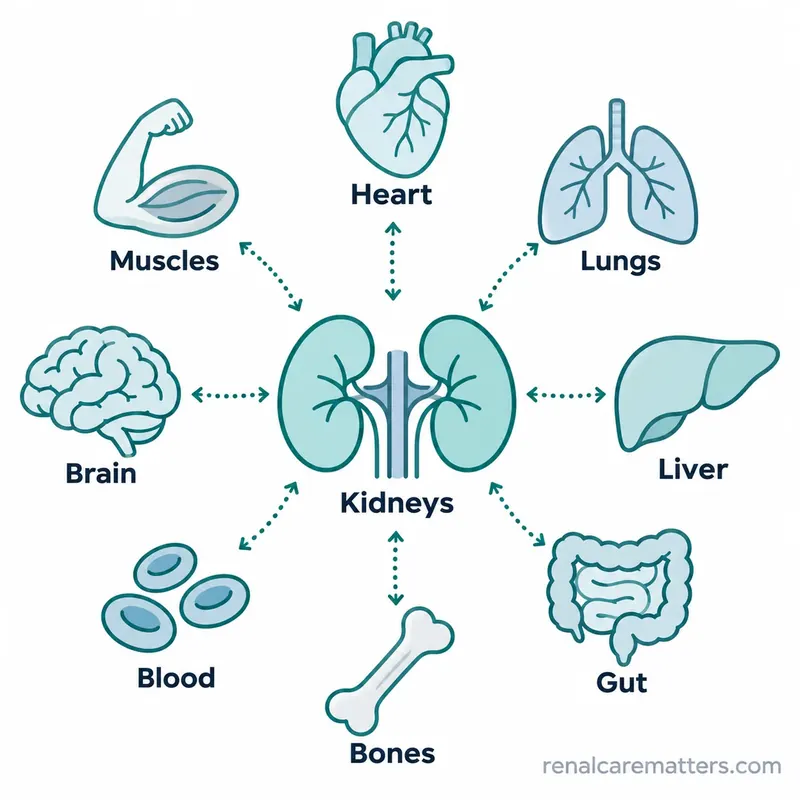 Heart
Muscles
Lungs
Brain
Kidneys
Liver
Blood
Gut
Bones
renalcarematters.com